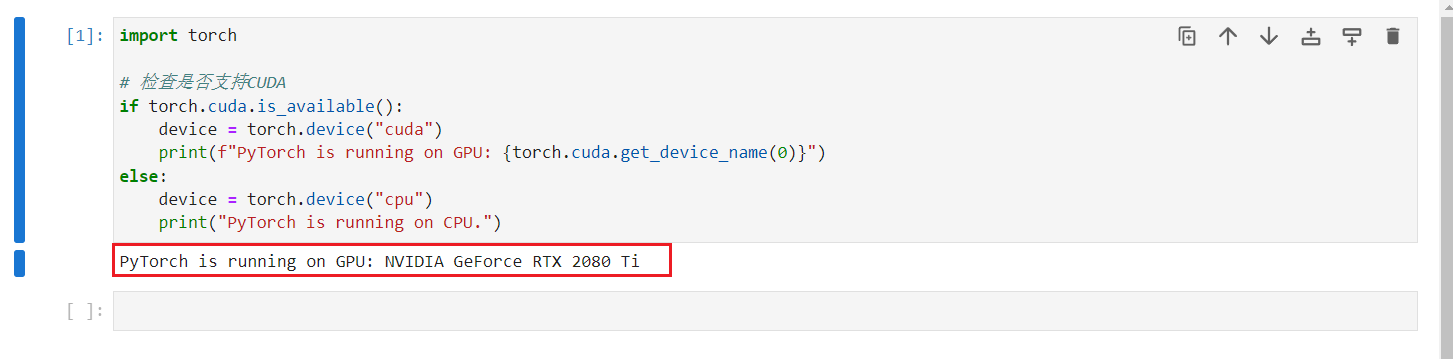 [1]: import torch
# 检查是否支持CUDA
if torch.cuda.is_available():
    device = torch.device("cuda")
    print(f"PyTorch is running on GPU: {torch.cuda.get_device_name(0)}")
else:
    device = torch.device("cpu")
    print("PyTorch is running on CPU.")
PyTorch is running on GPU: NVIDIA GeForce RTX 2080 Ti
[ ]: